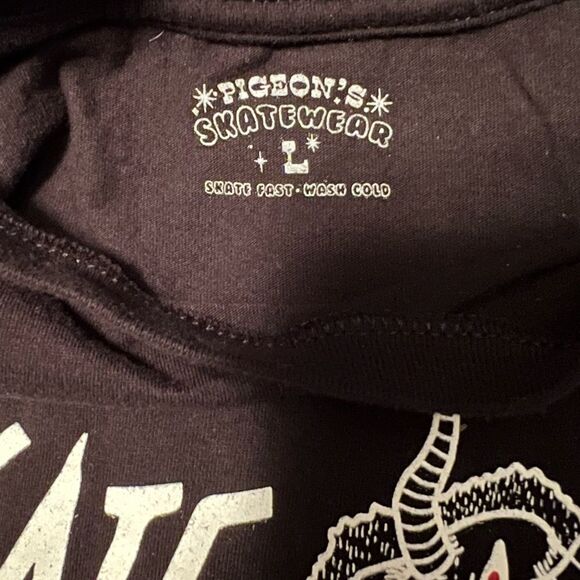 PIGEON'S
SKATEWEAR
L
SKATE FAST · WASH COLD